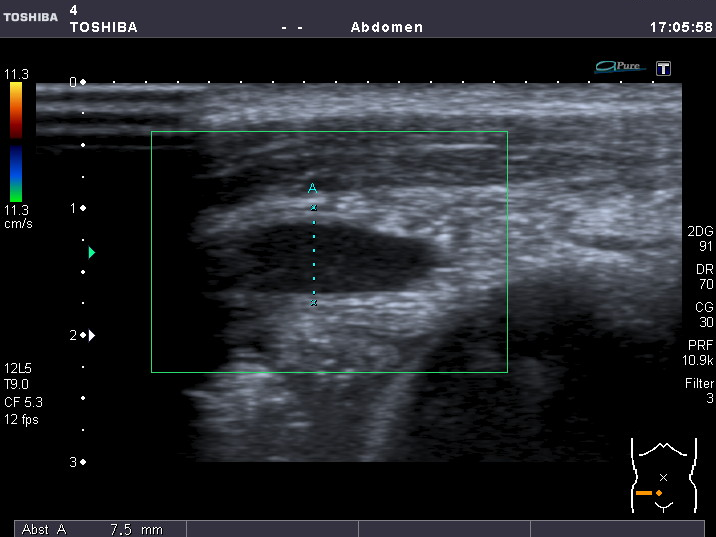 TOSHIBA
4
TOSHIBA - - Abdomen 17:05:58
aPure T
11.3
11.3
cm/s
0
1
2
3
A
2DG
91
DR
70
CG
30
PRF
10.9k
Filter
3
12L5
T9.0
CF 5.3
12 fps
Abst A 7.5 mm